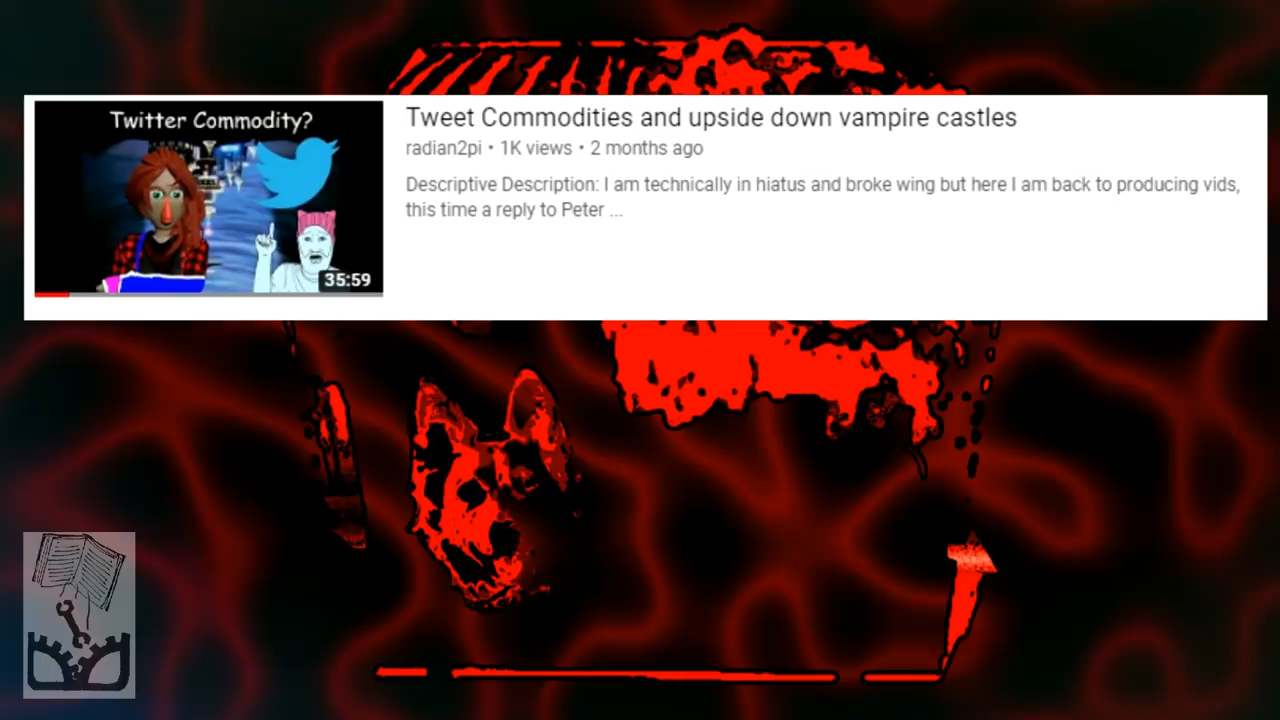 Twitter Commodity?
35:59
Tweet Commodities and upside down vampire castles
radian2pi • 1K views • 2 months ago
Descriptive Description: I am technically in hiatus and broke wing but here I am back to producing vids,
this time a reply to Peter ...